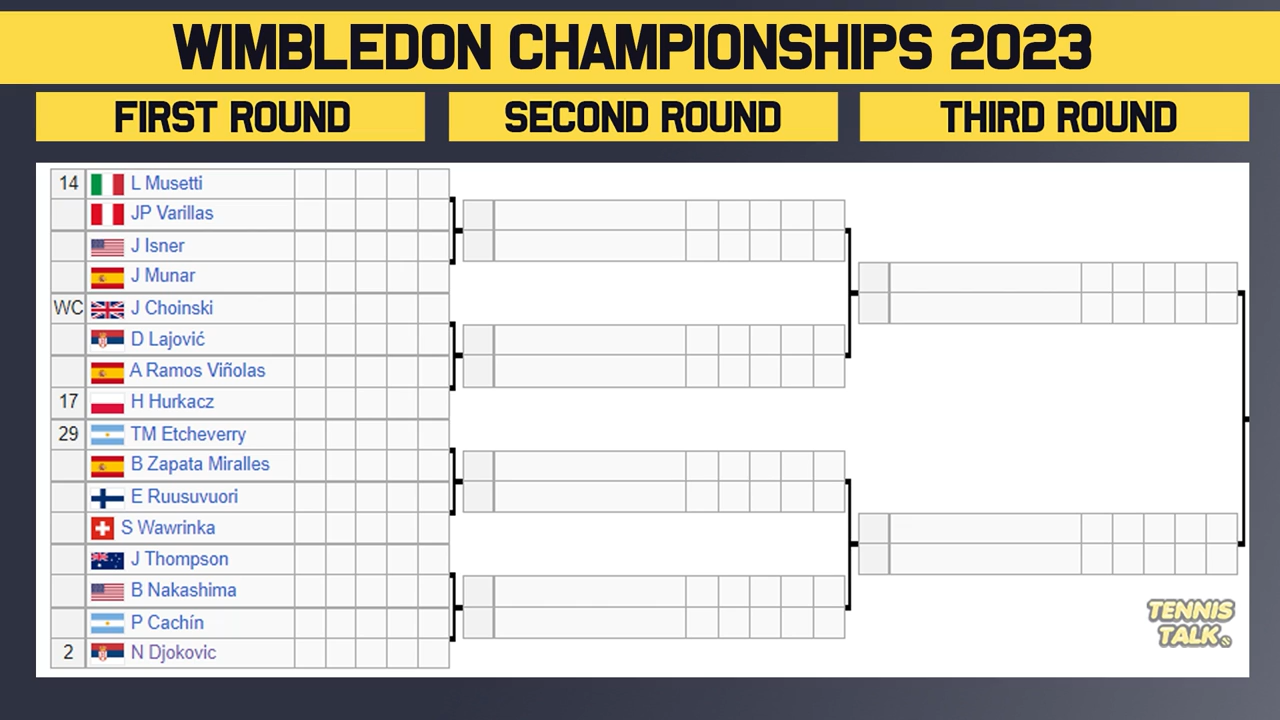 WIMBLEDON CHAMPIONSHIPS 2023
FIRST ROUND
SECOND ROUND
THIRD ROUND
14 L Musetti
JP Varillas
J Isner
J Munar
WC J Choinski
D Lajović
A Ramos Viñolas
17 H Hurkacz
29 TM Etcheverry
B Zapata Miralles
E Ruusuvuori
S Wawrinka
J Thompson
B Nakashima
P Cachín
2 N Djokovic
TENNIS
TALK